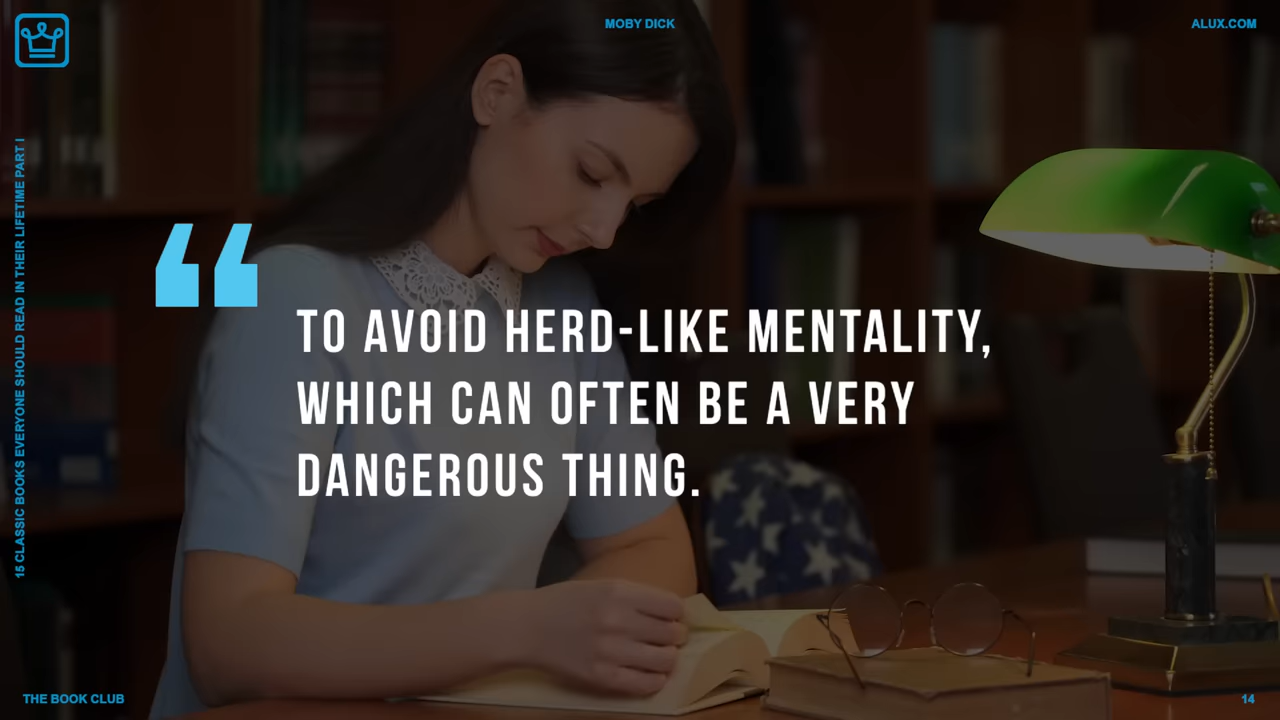 MOBY DICK
ALUX.COM
15 CLASSIC BOOKS EVERYONE SHOULD READ IN THEIR LIFETIME PART I
“
TO AVOID HERD-LIKE MENTALITY,
WHICH CAN OFTEN BE A VERY
DANGEROUS THING.
THE BOOK CLUB
14